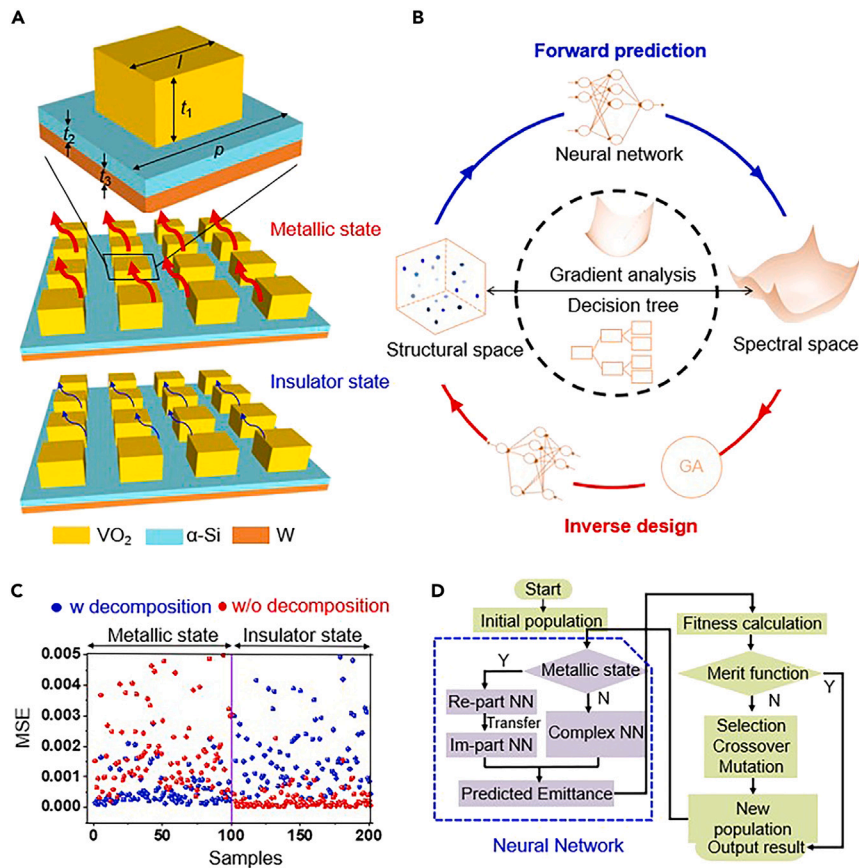 A
l
t₁
t₂
p
t₃
Metallic state
Insulator state
VO₂
α-Si
W
B
Forward prediction
Neural network
Gradient analysis
Decision tree
Structural space
Spectral space
GA
Inverse design
C
w decomposition
w/o decomposition
Metallic state
Insulator state
0.005
0.004
0.003
0.002
0.001
0.000
MSE
0
50
100
150
200
Samples
D
Start
Initial population
Metallic state
Y
N
Re-part NN
Transfer
Im-part NN
Complex NN
Predicted Emittance
Neural Network
Fitness calculation
Merit function
Y
N
Selection
Crossover
Mutation
New
population
Output result